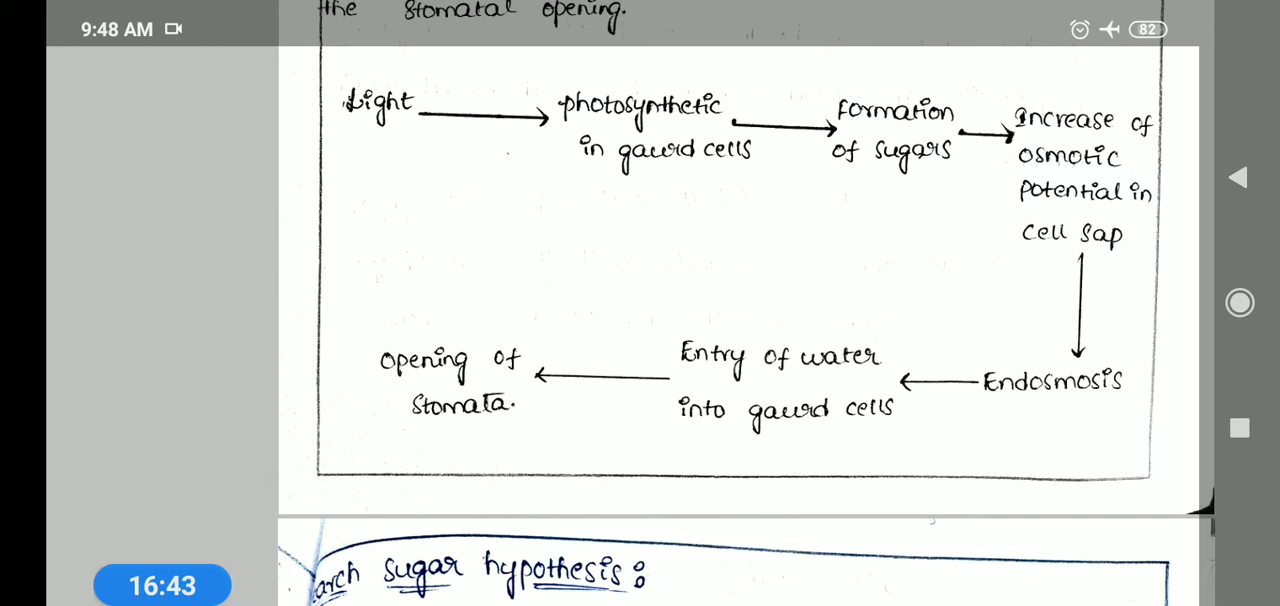 the stomatal opening.
9:48 AM
82
Light
photosynthetic
in gaurd cells
Formation
of sugars
increase of
osmotic
potential in
cell sap
Endosmosis
Entry of water
into gaurd cells
opening of
stomata.
arch sugar hypothesis:
16:43